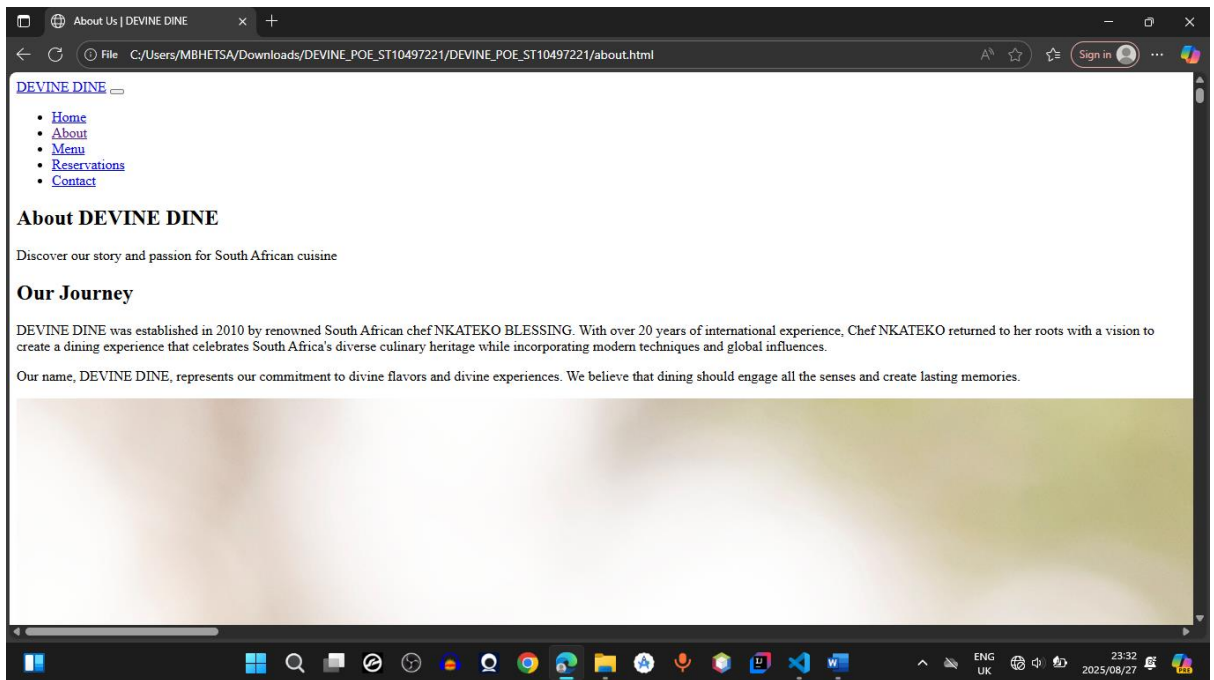 About Us | DEVINE DINE
File C:/Users/MBHETSA/Downloads/DEVINE_POE_ST10497221/DEVINE_POE_ST10497221/about.html
Sign in
DEVINE DINE
Home
About
Menu
Reservations
Contact
About DEVINE DINE
Discover our story and passion for South African cuisine
Our Journey
DEVINE DINE was established in 2010 by renowned South African chef NKATEKO BLESSING. With over 20 years of international experience, Chef NKATEKO returned to her roots with a vision to
create a dining experience that celebrates South Africa's diverse culinary heritage while incorporating modern techniques and global influences.
Our name, DEVINE DINE, represents our commitment to divine flavors and divine experiences. We believe that dining should engage all the senses and create lasting memories.
ENG
UK
23:32
2025/08/27
PRE